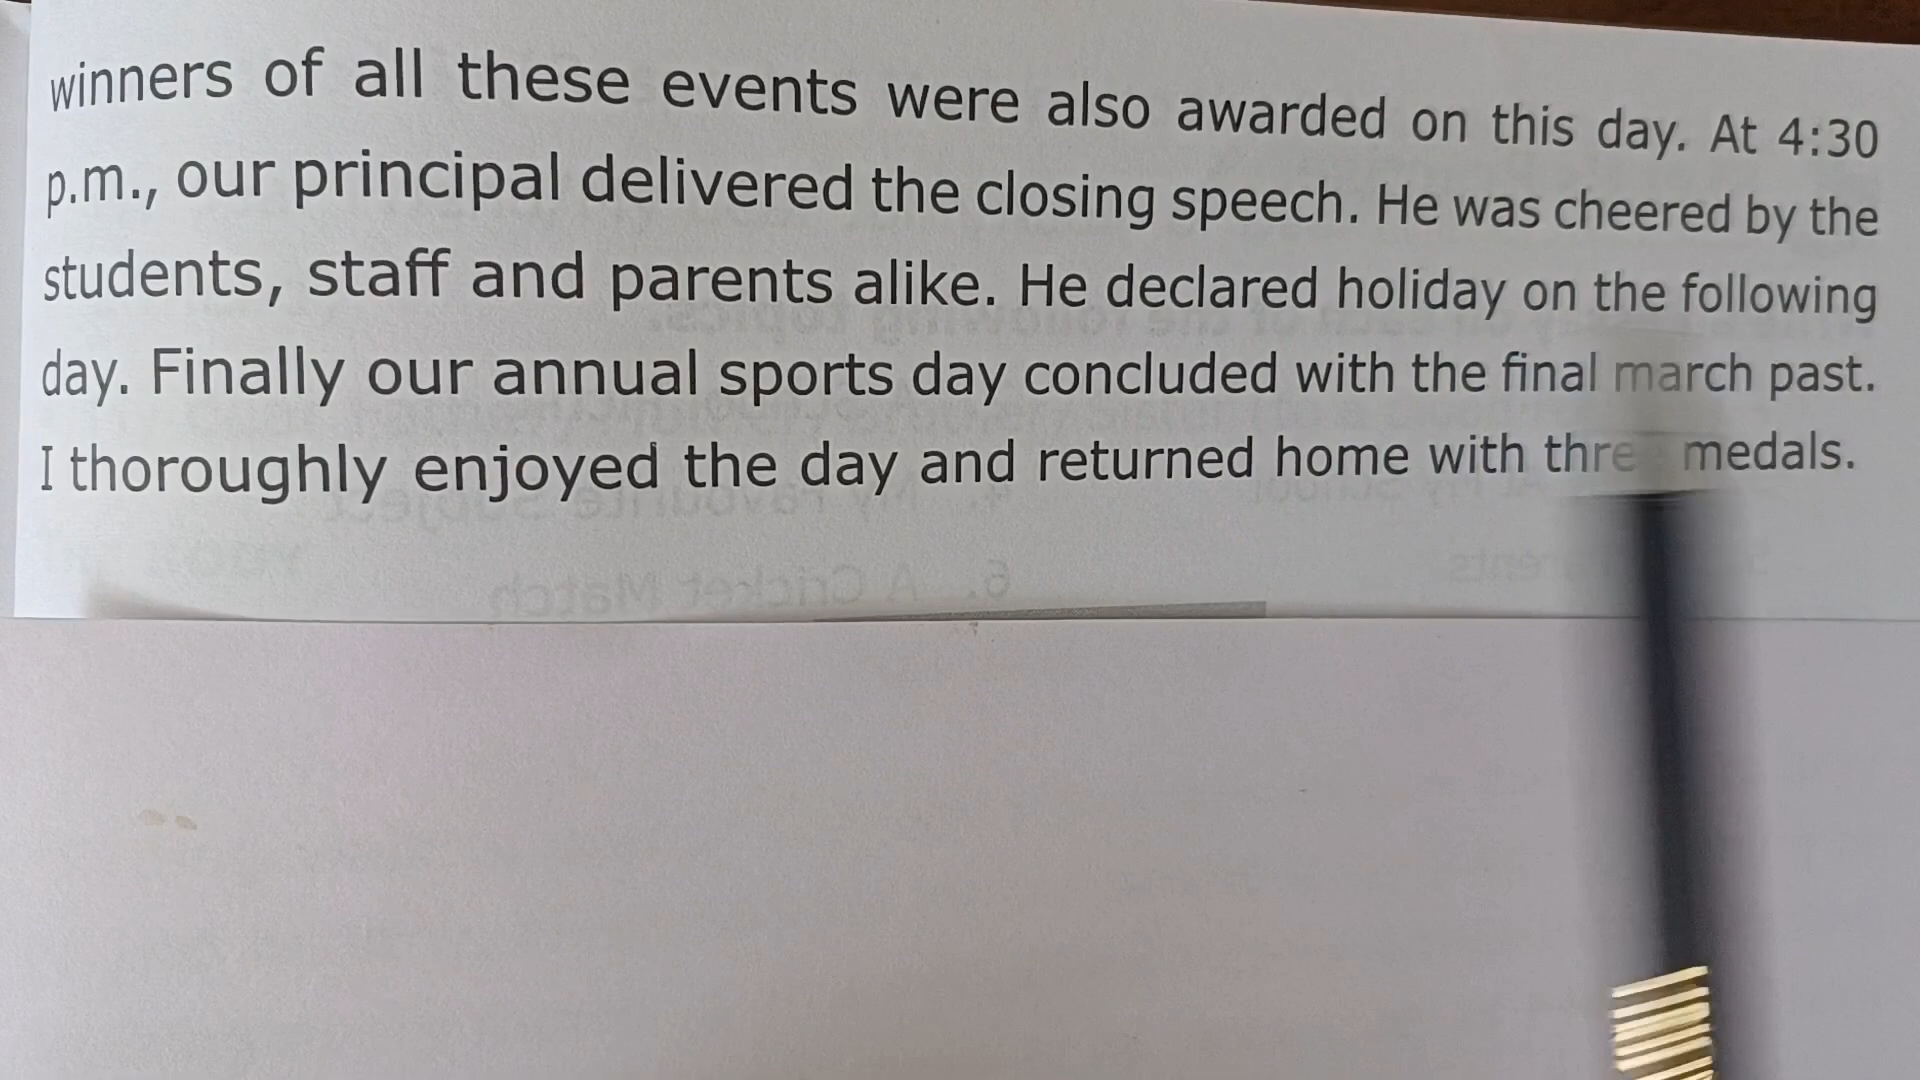 winners of all these events were also awarded on this day. At 4:30
p.m., our principal delivered the closing speech. He was cheered by the
students, staff and parents alike. He declared holiday on the following
day. Finally our annual sports day concluded with the final march past.
I thoroughly enjoyed the day and returned home with three medals.